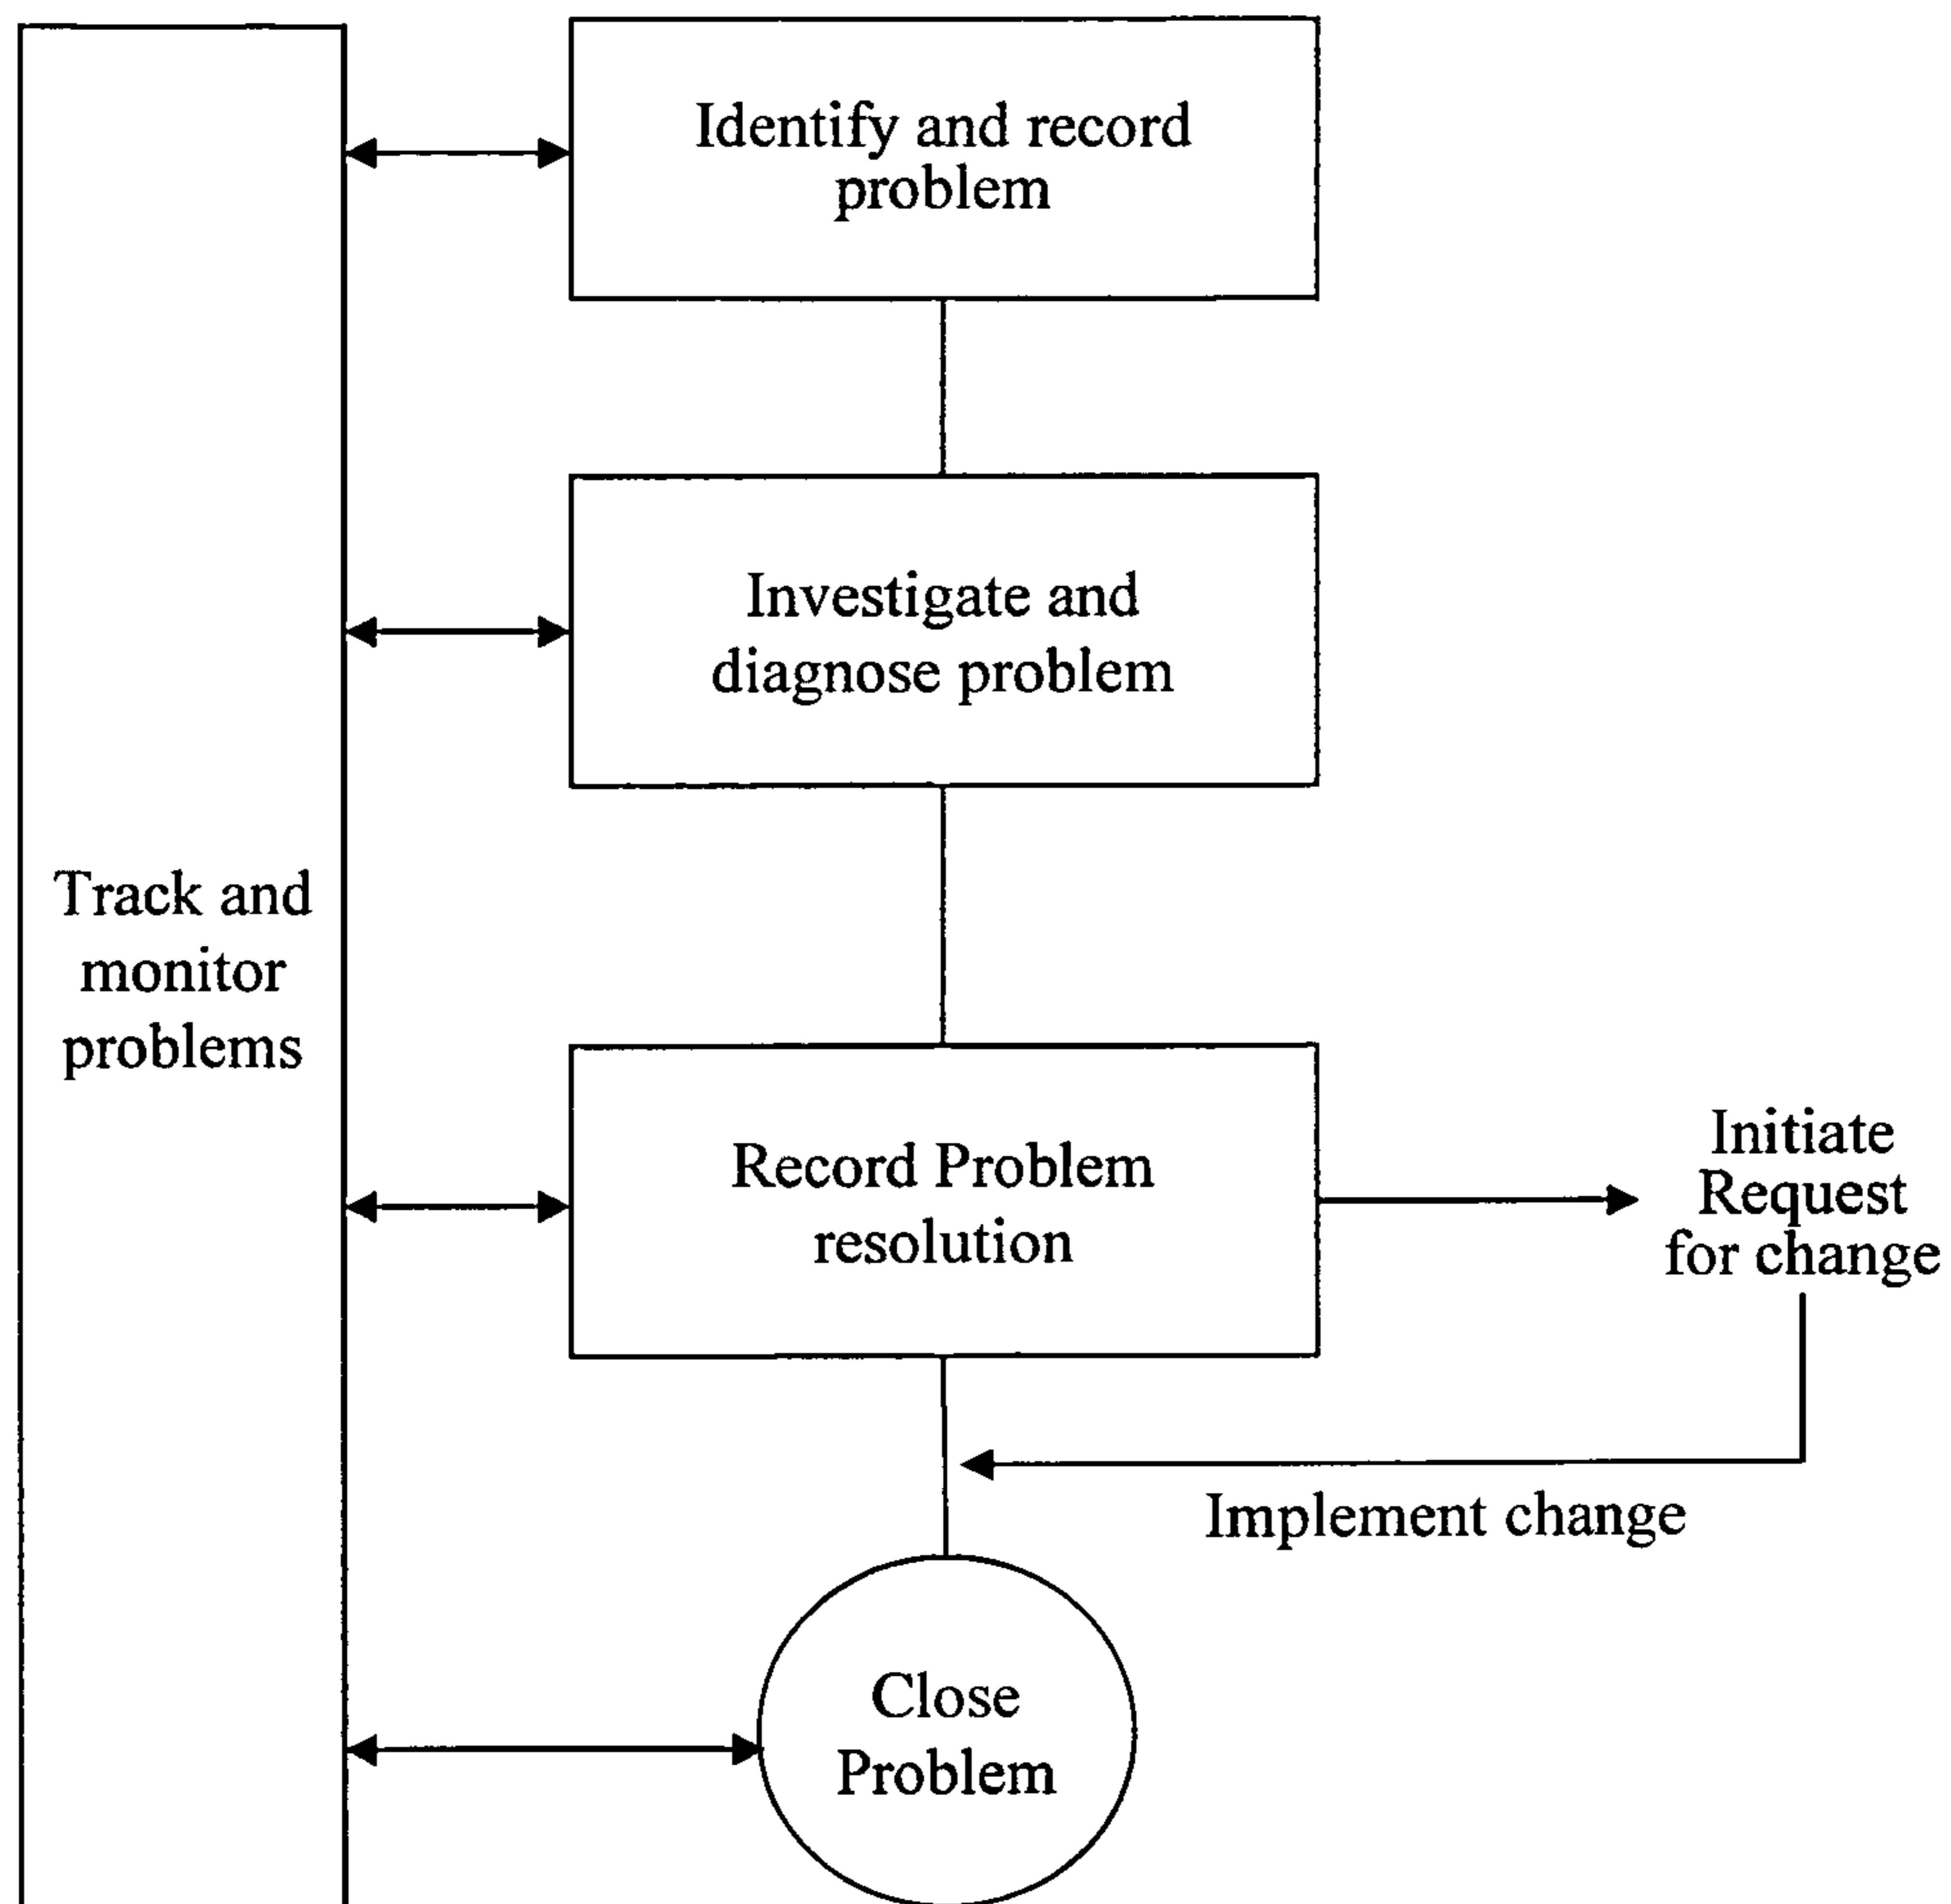 Identify and record
problem
Investigate and
diagnose problem
Track and
monitor
problems
Record Problem
resolution
Initiate
Request
for change
Implement change
Close
Problem